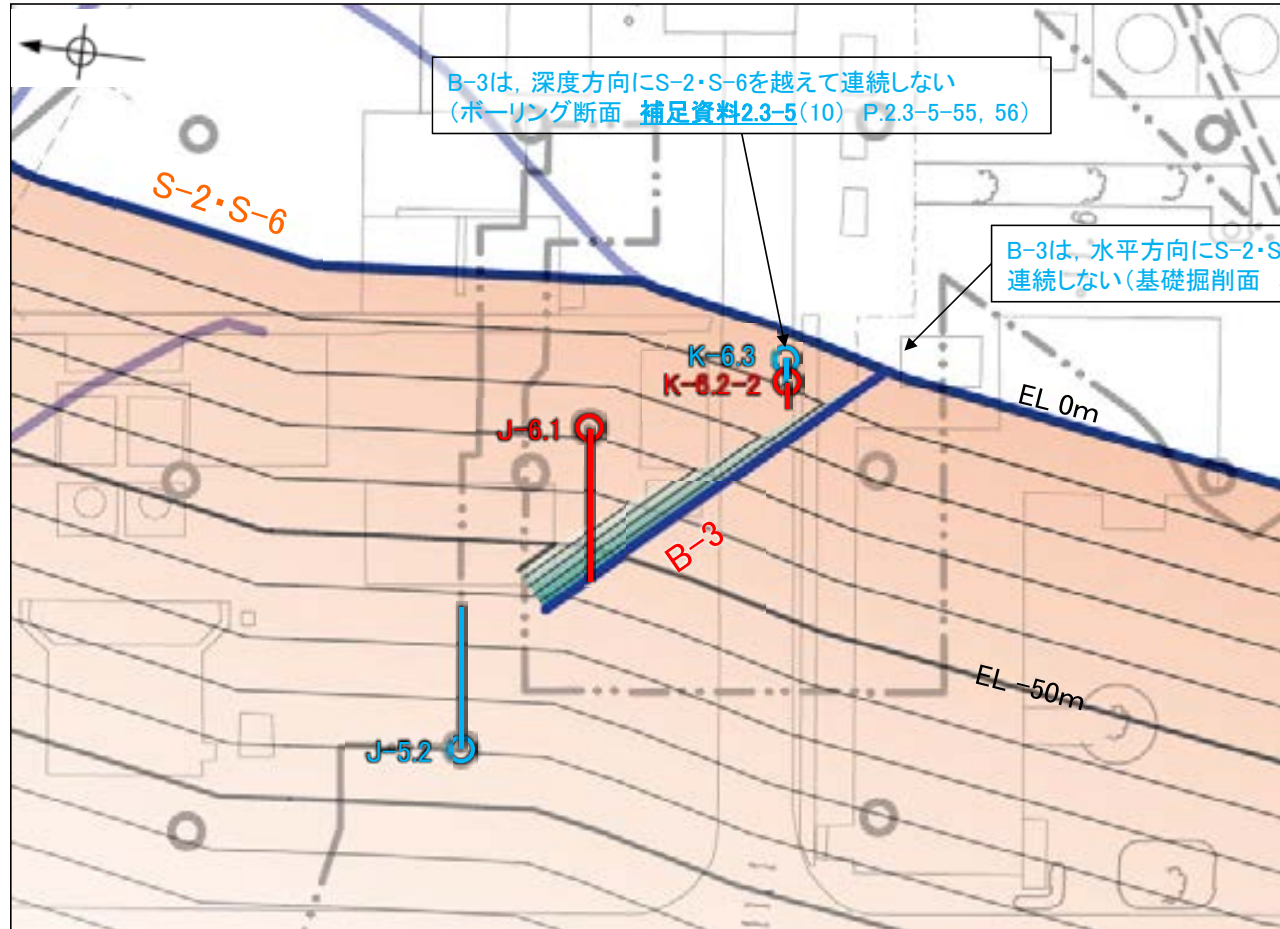 B-3は，深度方向にS-2・S-6を越えて連続しない
(ボーリング断面 補足資料2.3-5(10) P.2.3-5-55, 56)
S-2・S-6
B-3は，水平方向にS-2・S
連続しない(基礎掘削面
K-6.3
K-6.2-2
EL 0m
J-6.1
B-3
EL -50m
J-5.2